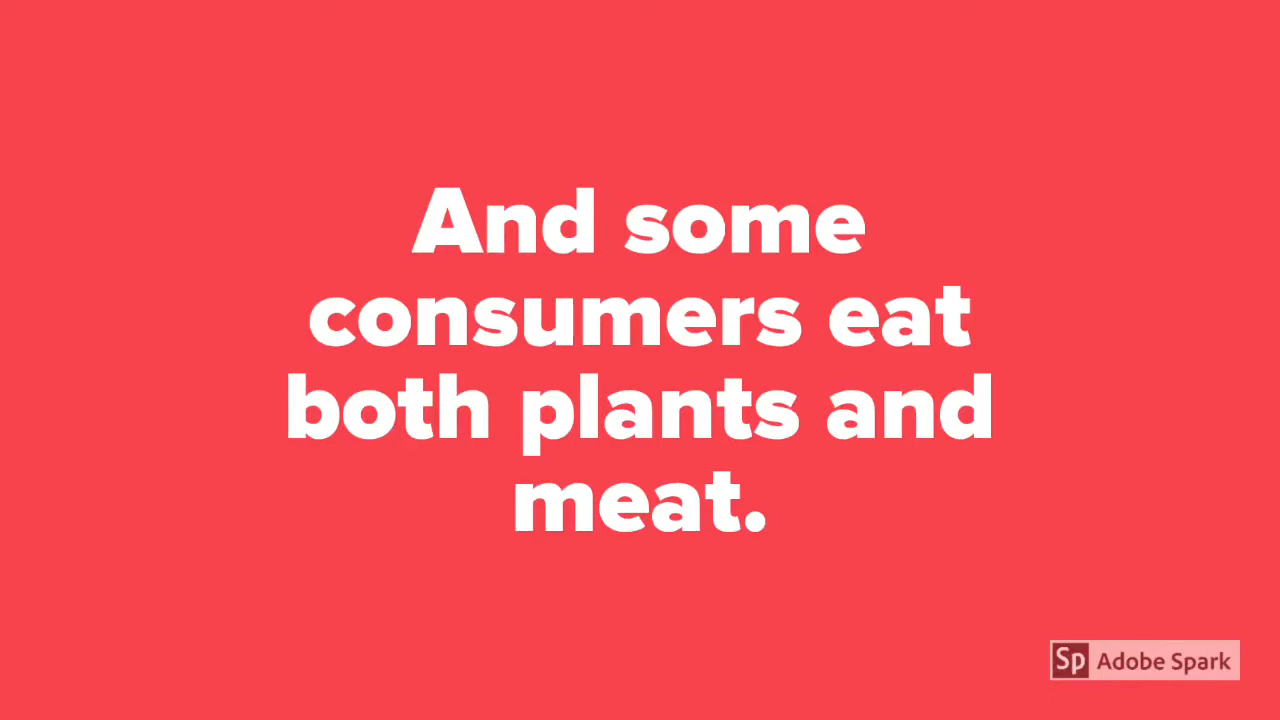 And some
consumers eat
both plants and
meat.
Sp Adobe Spark